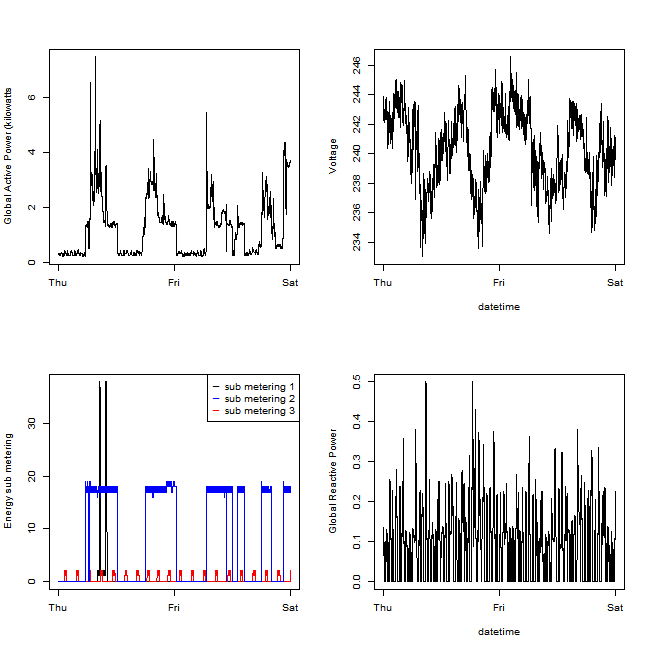 Global Active Power (kilowatts
0
2
4
6
Thu
Fri
Sat
Voltage
234
236
238
240
242
244
246
Thu
Fri
Sat
datetime
Energy sub metering
0
10
20
30
sub metering 1
sub metering 2
sub metering 3
Thu
Fri
Sat
Global Reactive Power
0.0
0.1
0.2
0.3
0.4
0.5
Thu
Fri
Sat
datetime